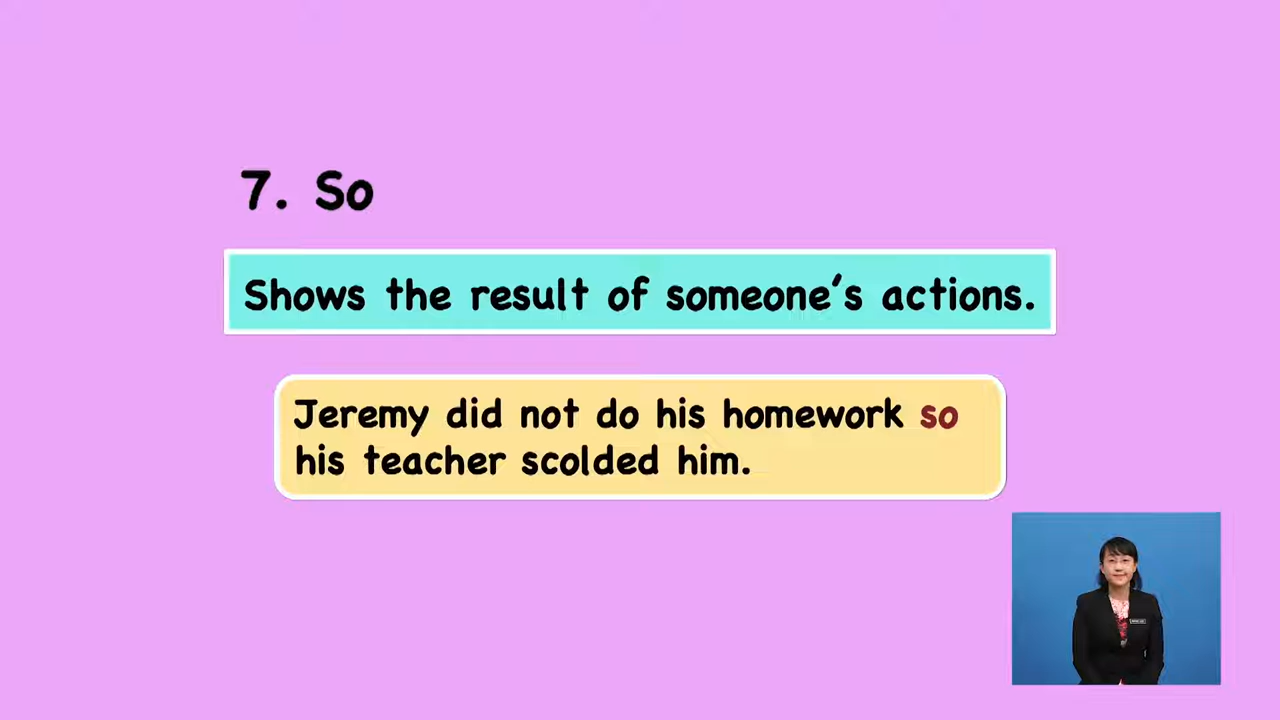 7. So
Shows the result of someone's actions.
Jeremy did not do his homework so
his teacher scolded him.